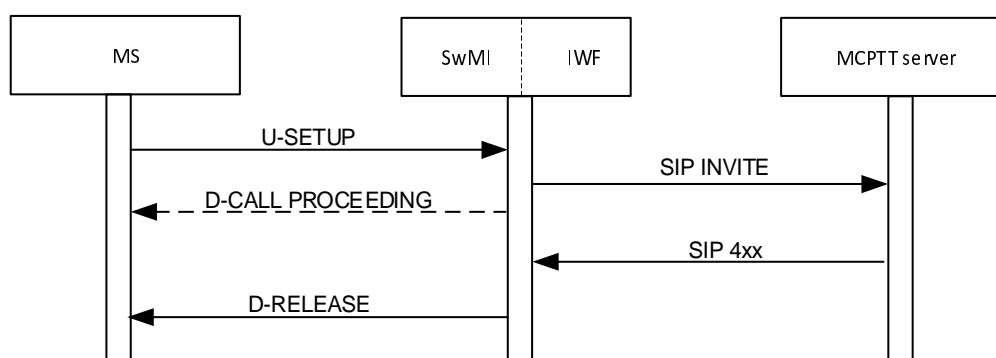 MS
SwMI
IWF
MCPTT server
U-SETUP
SIP INVITE
D-CALL PROCEEDING
SIP 4xx
D-RELEASE